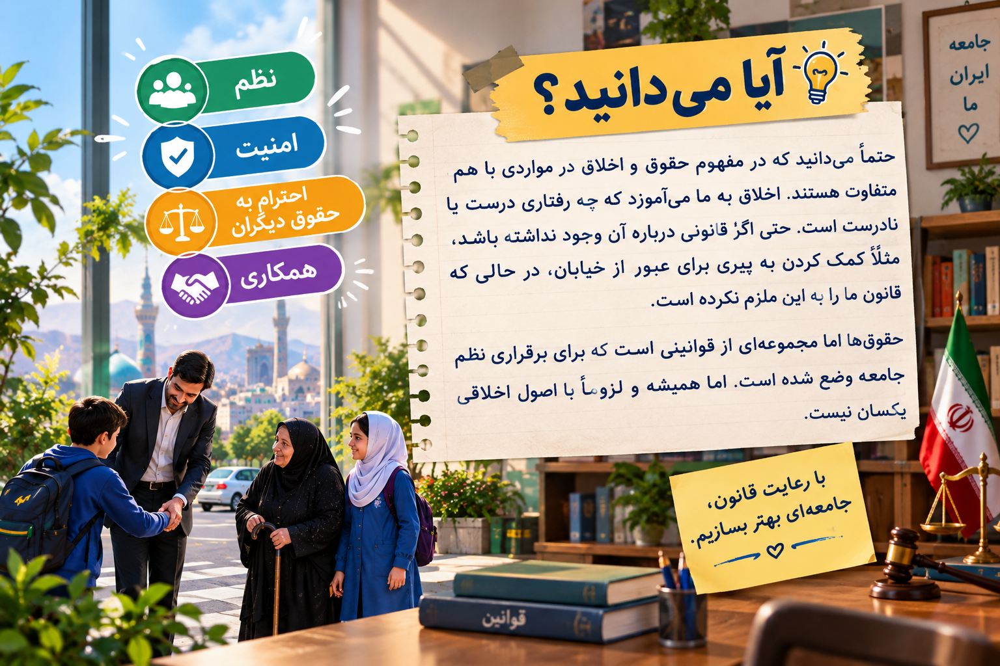 آیا می‌دانید؟
حتماً می‌دانید که در مفهوم حقوق و اخلاق در مواردی با هم
متفاوت هستند. اخلاق به ما می‌آموزد که چه رفتاری درست یا
نادرست است. حتی اگر قانونی درباره آن وجود نداشته باشد،
مثلاً کمک کردن به پیری برای عبور از خیابان، در حالی که
قانون ما را به این ملزم نکرده است.
حقوق‌ها اما مجموعه‌ای از قوانینی است که برای برقراری نظم
جامعه وضع شده است. اما همیشه و لزوماً با اصول اخلاقی
یکسان نیست.
با رعایت قانون،
جامعه‌ای بهتر بسازیم.
نظم
امنیت
احترام به
حقوق دیگران
همکاری
جامعه
ایران
ما
قوانین